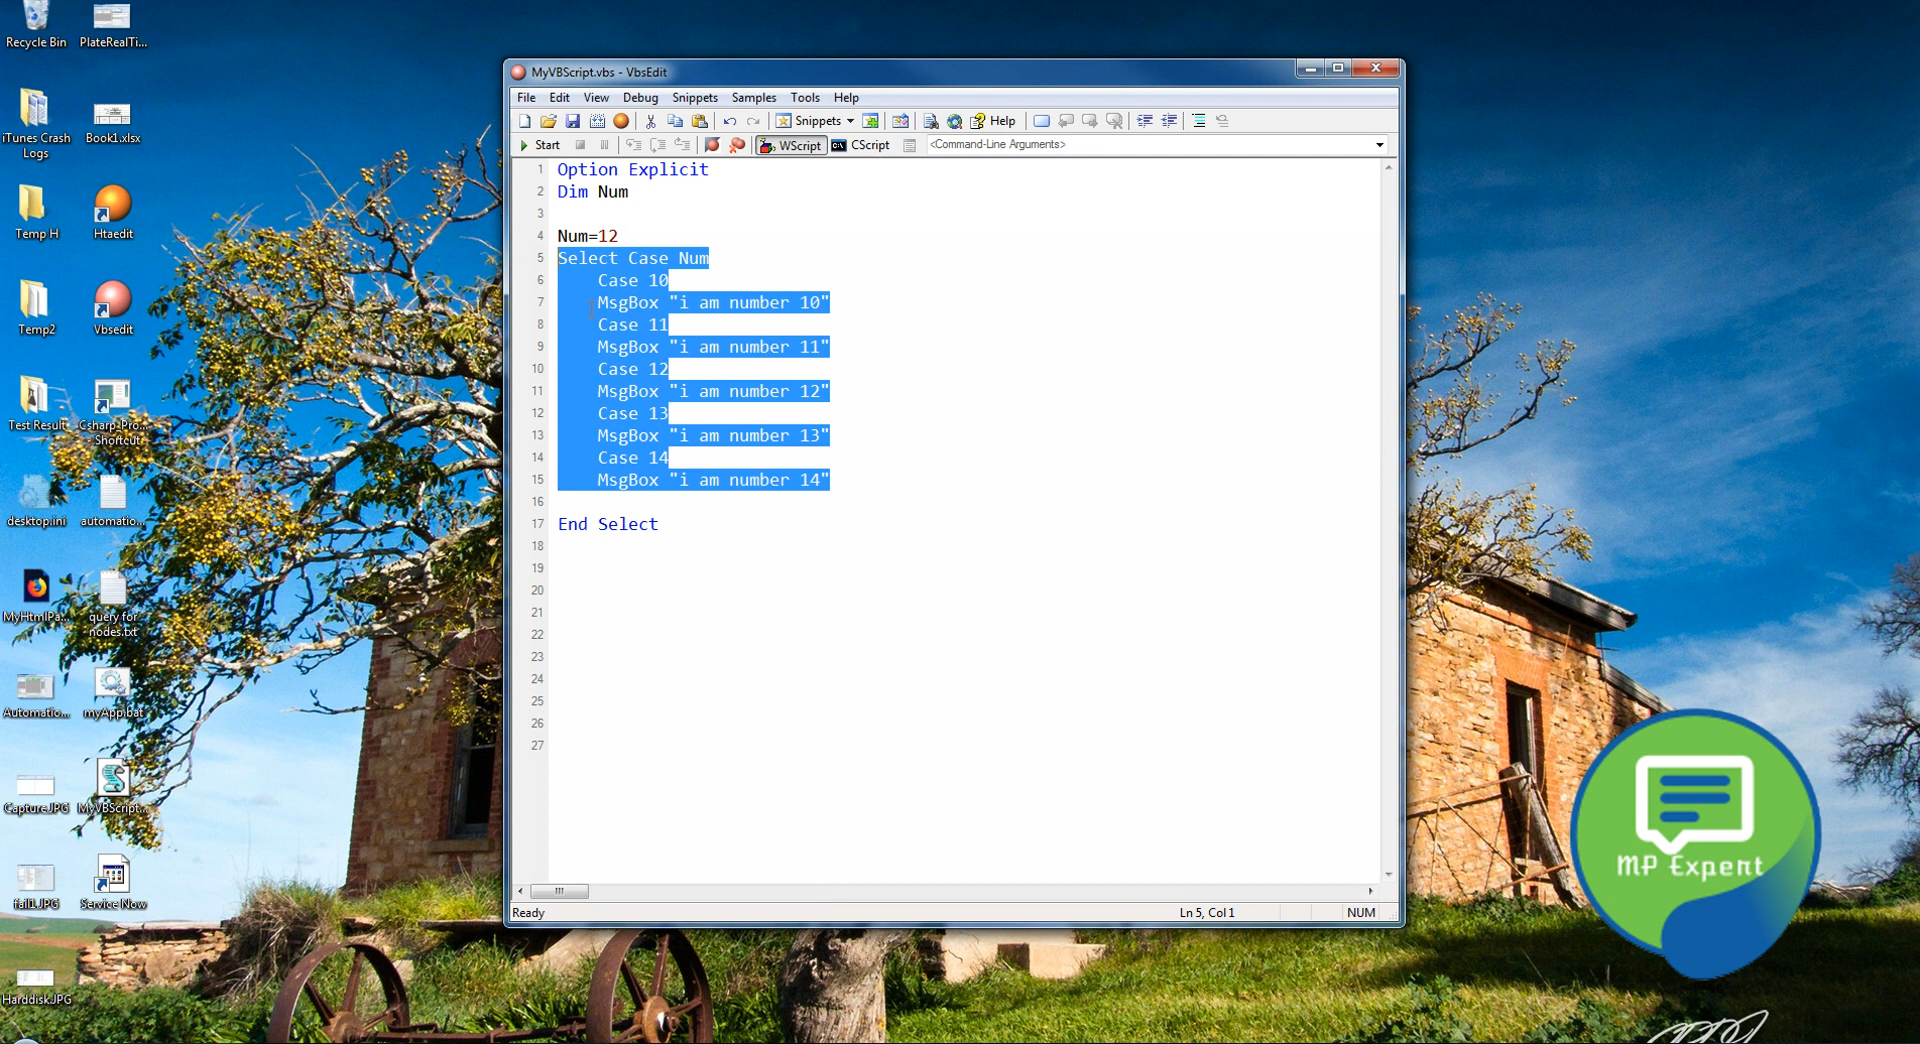 Recycle Bin
PlateRealTi...
iTunes Crash
Logs
Book1.xlsx
Temp H
Htaedit
Temp2
Vbsedit
Test Result
Csharp-Pro...
- Shortcut
desktop.ini
automatio...
MyHtmlPa...
query for
nodes.txt
Automatio...
myApp.bat
Capture.JPG
MyVBScript...
fail1.JPG
Service Now
Harddisk.JPG
MyVBScript.vbs - VbsEdit
File Edit View Debug Snippets Samples Tools Help
Snippets Help
Start WScript CScript <Command-Line Arguments>
1 Option Explicit
2 Dim Num
3
4 Num=12
5 Select Case Num
6 Case 10
7 MsgBox "i am number 10"
8 Case 11
9 MsgBox "i am number 11"
10 Case 12
11 MsgBox "i am number 12"
12 Case 13
13 MsgBox "i am number 13"
14 Case 14
15 MsgBox "i am number 14"
16
17 End Select
18
19
20
21
22
23
24
25
26
27
Ready Ln 5, Col 1 NUM
MP Expert